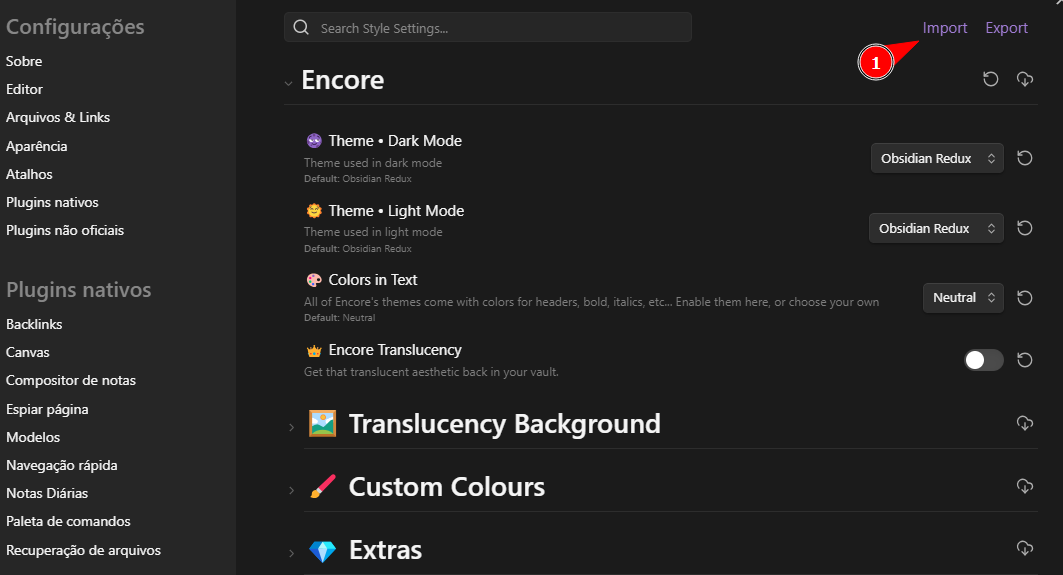 Configurações
Sobre
Editor
Arquivos & Links
Aparência
Atalhos
Plugins nativos
Plugins não oficiais
Plugins nativos
Backlinks
Canvas
Compositor de notas
Espiar página
Modelos
Navegação rápida
Notas Diárias
Paleta de comandos
Recuperação de arquivos
Search Style Settings...
Import Export
1
Encore
Theme • Dark Mode
Theme used in dark mode
Default: Obsidian Redux
Obsidian Redux
Theme • Light Mode
Theme used in light mode
Default: Obsidian Redux
Obsidian Redux
Colors in Text
All of Encore's themes come with colors for headers, bold, italics, etc... Enable them here, or choose your own
Default: Neutral
Neutral
Encore Translucency
Get that translucent aesthetic back in your vault.
Translucency Background
Custom Colours
Extras